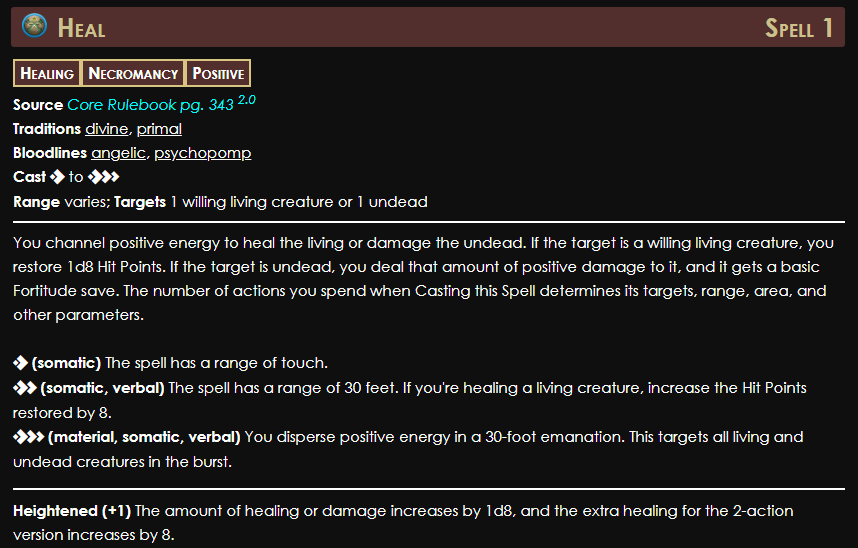 Heal Spell 1
Healing Necromancy Positive
Source Core Rulebook pg. 343 2.0
Traditions divine, primal
Bloodlines angelic, psychopomp
Cast to
Range varies; Targets 1 willing living creature or 1 undead
You channel positive energy to heal the living or damage the undead. If the target is a willing living creature, you
restore 1d8 Hit Points. If the target is undead, you deal that amount of positive damage to it, and it gets a basic
Fortitude save. The number of actions you spend when Casting this Spell determines its targets, range, area, and
other parameters.
(somatic) The spell has a range of touch.
(somatic, verbal) The spell has a range of 30 feet. If you're healing a living creature, increase the Hit Points
restored by 8.
(material, somatic, verbal) You disperse positive energy in a 30-foot emanation. This targets all living and
undead creatures in the burst.
Heightened (+1) The amount of healing or damage increases by 1d8, and the extra healing for the 2-action
version increases by 8.